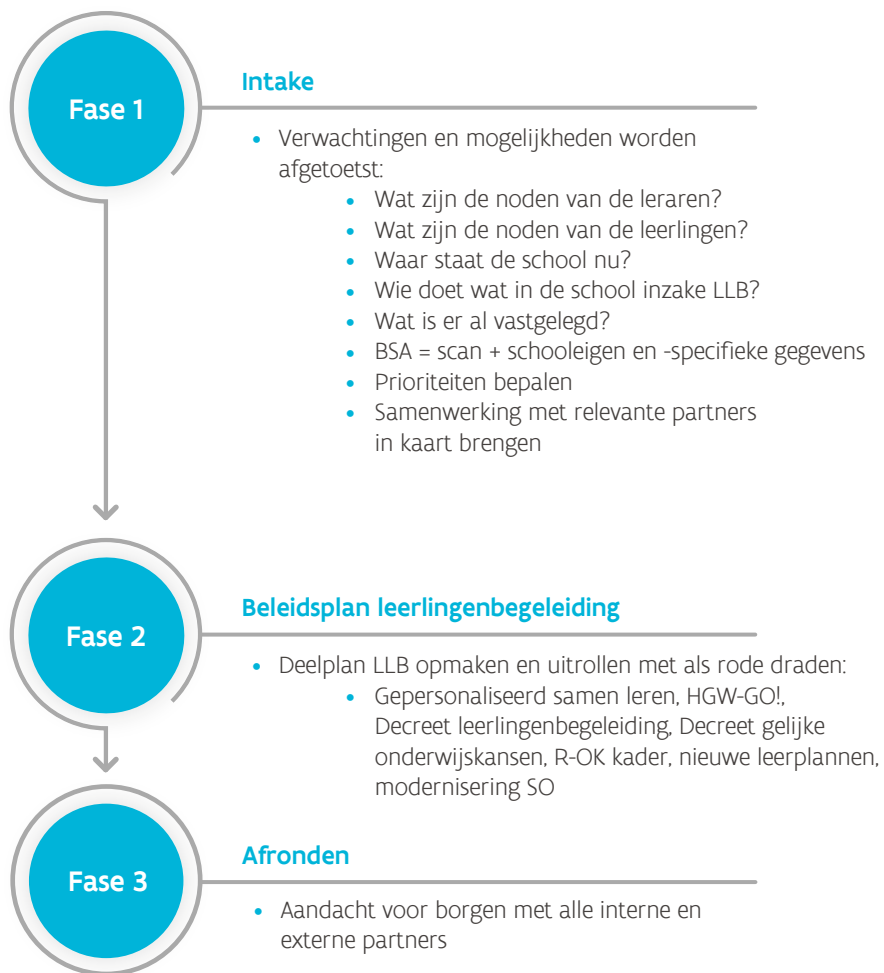 Fase 1
Intake
• Verwachtingen en mogelijkheden worden
afgetoetst:
• Wat zijn de noden van de leraren?
• Wat zijn de noden van de leerlingen?
• Waar staat de school nu?
• Wie doet wat in de school inzake LLB?
• Wat is er al vastgelegd?
• BSA = scan + schooleigen en -specifieke gegevens
• Prioriteiten bepalen
• Samenwerking met relevante partners
in kaart brengen
Fase 2
Beleidsplan leerlingenbegeleiding
• Deelplan LLB opmaken en uitrollen met als rode draden:
• Gepersonaliseerd samen leren, HGW-GO!,
Decreet leerlingenbegeleiding, Decreet gelijke
onderwijskansen, R-OK kader, nieuwe leerplannen,
modernisering SO
Fase 3
Afronden
• Aandacht voor borgen met alle interne en
externe partners